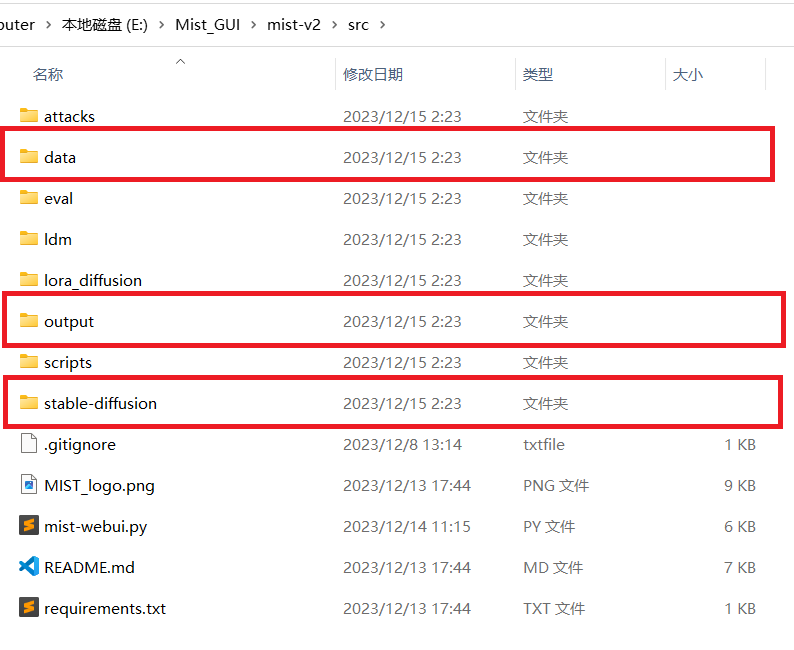 puter > 本地磁盘 (E:) > Mist_GUI > mist-v2 > src >
名称 修改日期 类型 大小
attacks 2023/12/15 2:23 文件夹
data 2023/12/15 2:23 文件夹
eval 2023/12/15 2:23 文件夹
ldm 2023/12/15 2:23 文件夹
lora_diffusion 2023/12/15 2:23 文件夹
output 2023/12/15 2:23 文件夹
scripts 2023/12/15 2:23 文件夹
stable-diffusion 2023/12/15 2:23 文件夹
.gitignore 2023/12/8 13:14 txtfile 1 KB
MIST_logo.png 2023/12/13 17:44 PNG 文件 9 KB
mist-webui.py 2023/12/14 11:15 PY 文件 6 KB
README.md 2023/12/13 17:44 MD 文件 7 KB
requirements.txt 2023/12/13 17:44 TXT 文件 1 KB